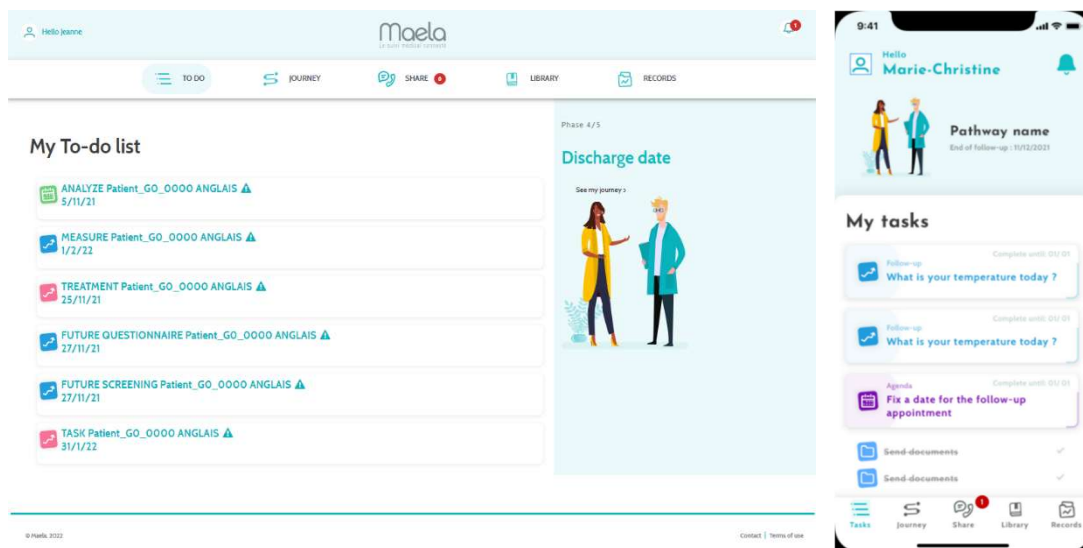 Hello Jeanne
Maela
Le suivi médical connecté
1
TO DO
JOURNEY
SHARE 8
LIBRARY
RECORDS
My To-do list
ANALYZE Patient_GO_0000 ANGLAIS
5/11/21
MEASURE Patient_GO_0000 ANGLAIS
1/2/22
TREATMENT Patient_GO_0000 ANGLAIS
25/11/21
FUTURE QUESTIONNAIRE Patient_GO_0000 ANGLAIS
27/11/21
FUTURE SCREENING Patient_GO_0000 ANGLAIS
27/11/21
TASK Patient_GO_0000 ANGLAIS
31/1/22
Phase 4/5
Discharge date
See my journey >
© Maela, 2022
Contact | Terms of use
9:41
Hello
Marie-Christine
Pathway name
End of follow-up : 11/12/2021
My tasks
Complete until: 01/01
Follow-up
What is your temperature today ?
Complete until: 01/01
Follow-up
What is your temperature today ?
Agenda
Complete until: 01/01
Fix a date for the follow-up
appointment
Send documents
Send documents
1
Tasks
Journey
Share
Library
Records